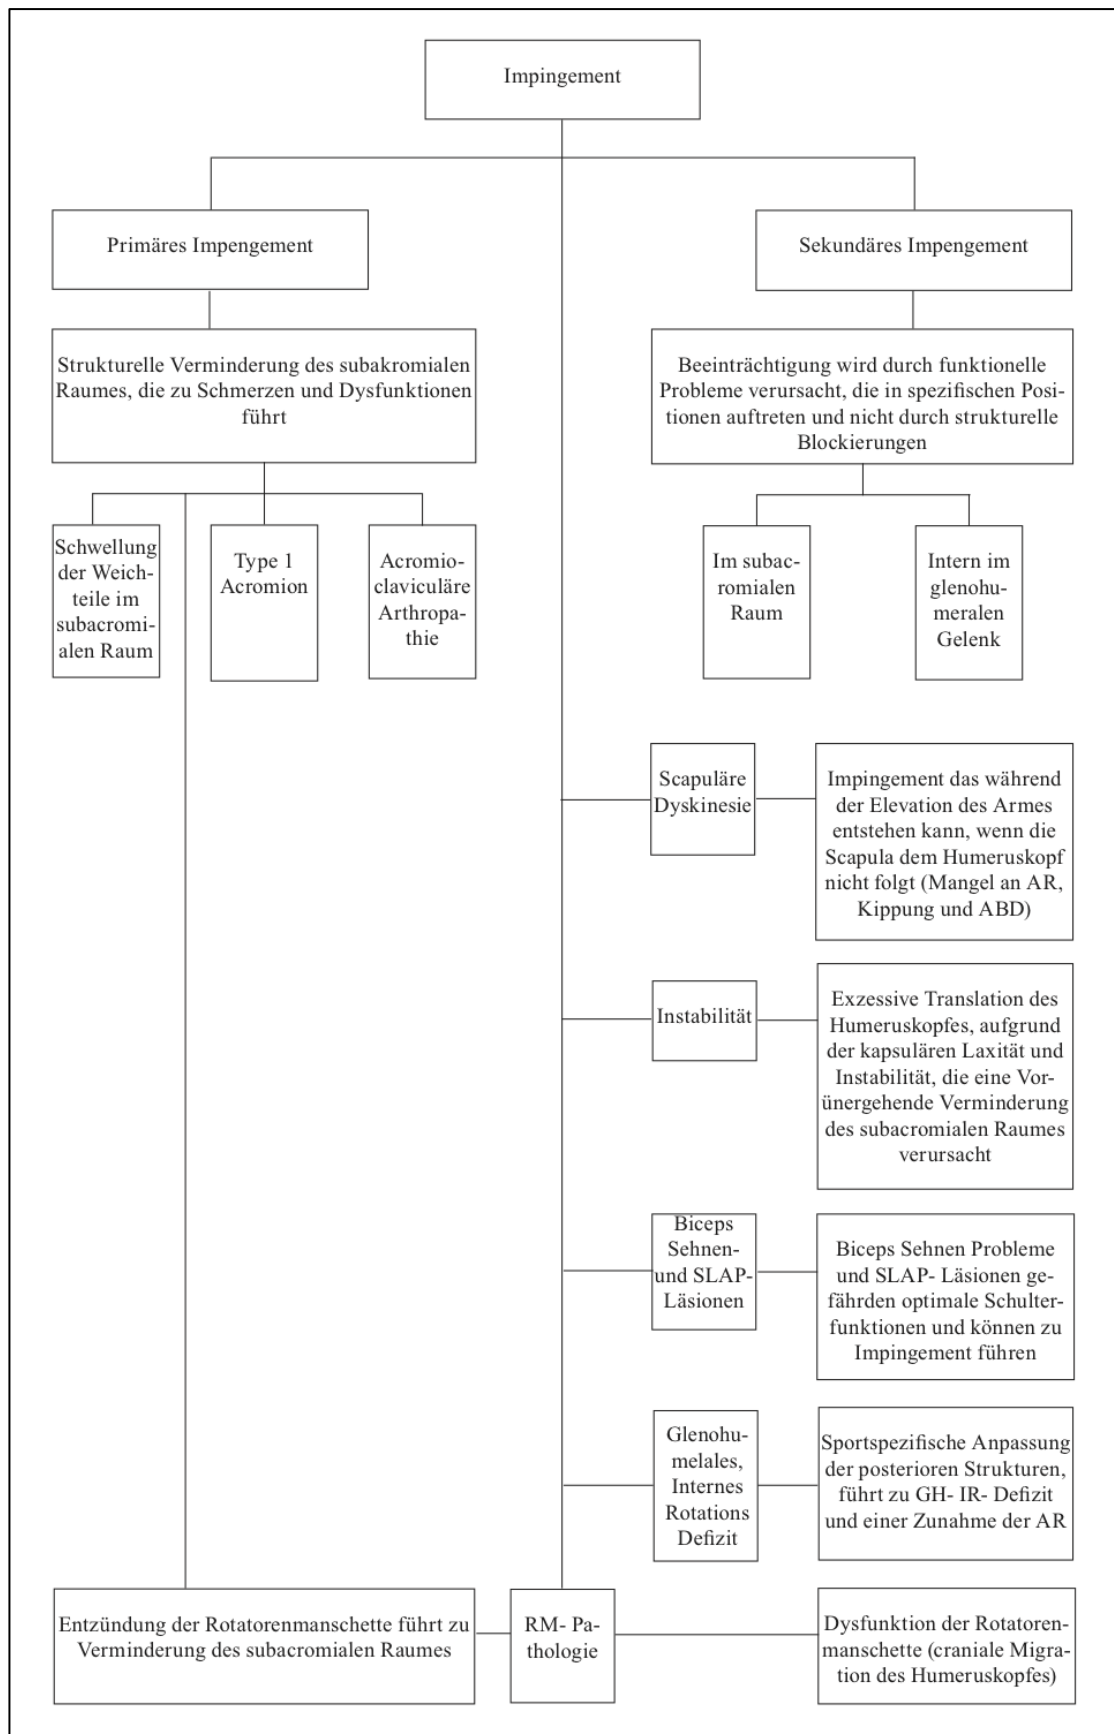 Impingement
Primäres Impengement
Sekundäres Impengement
Strukturelle Verminderung des subakromialen
Raumes, die zu Schmerzen und Dysfunktionen
führt
Beeinträchtigung wird durch funktionelle
Probleme verursacht, die in spezifischen Posi-
tionen auftreten und nicht durch strukturelle
Blockierungen
Schwellung
der Weich-
teile im
subacromi-
alen Raum
Type 1
Acromion
Acromio-
claviculäre
Arthropa-
thie
Im subac-
romialen
Raum
Intern im
glenohu-
meralen
Gelenk
Scapuläre
Dyskinesie
Impingement das während
der Elevation des Armes
entstehen kann, wenn die
Scapula dem Humeruskopf
nicht folgt (Mangel an AR,
Kippung und ABD)
Instabilität
Exzessive Translation des
Humeruskopfes, aufgrund
der kapsulären Laxität und
Instabilität, die eine Vor-
ünergehende Verminderung
des subacromialen Raumes
verursacht
Biceps
Sehnen-
und SLAP-
Läsionen
Biceps Sehnen Probleme
und SLAP- Läsionen ge-
fährden optimale Schulter-
funktionen und können zu
Impingement führen
Glenohu-
melales,
Internes
Rotations
Defizit
Sportspezifische Anpassung
der posterioren Strukturen,
führt zu GH- IR- Defizit
und einer Zunahme der AR
Entzündung der Rotatorenmanschette führt zu
Verminderung des subacromialen Raumes
RM- Pa-
thologie
Dysfunktion der Rotatoren-
manschette (craniale Migra-
tion des Humeruskopfes)